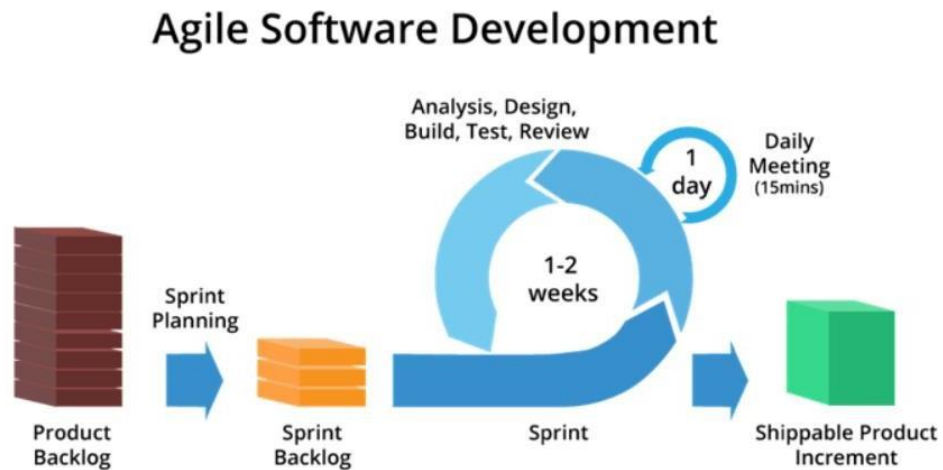 Agile Software Development
Analysis, Design,
Build, Test, Review
1
day
Daily
Meeting
(15mins)
1-2
weeks
Sprint
Planning
Product
Backlog
Sprint
Backlog
Sprint
Shippable Product
Increment